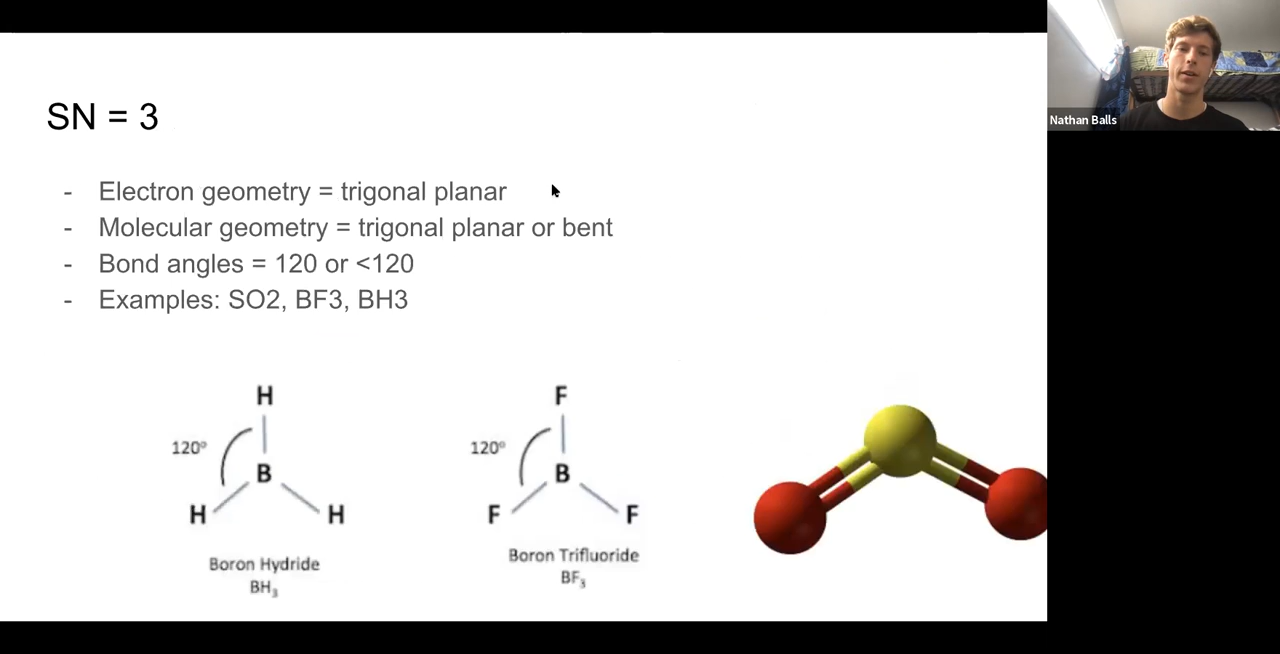 SN = 3
- Electron geometry = trigonal planar
- Molecular geometry = trigonal planar or bent
- Bond angles = 120 or <120
- Examples: SO2, BF3, BH3
H
120°
B
H H
Boron Hydride
BH₃
F
120°
B
F F
Boron Trifluoride
BF₃
Nathan Balls